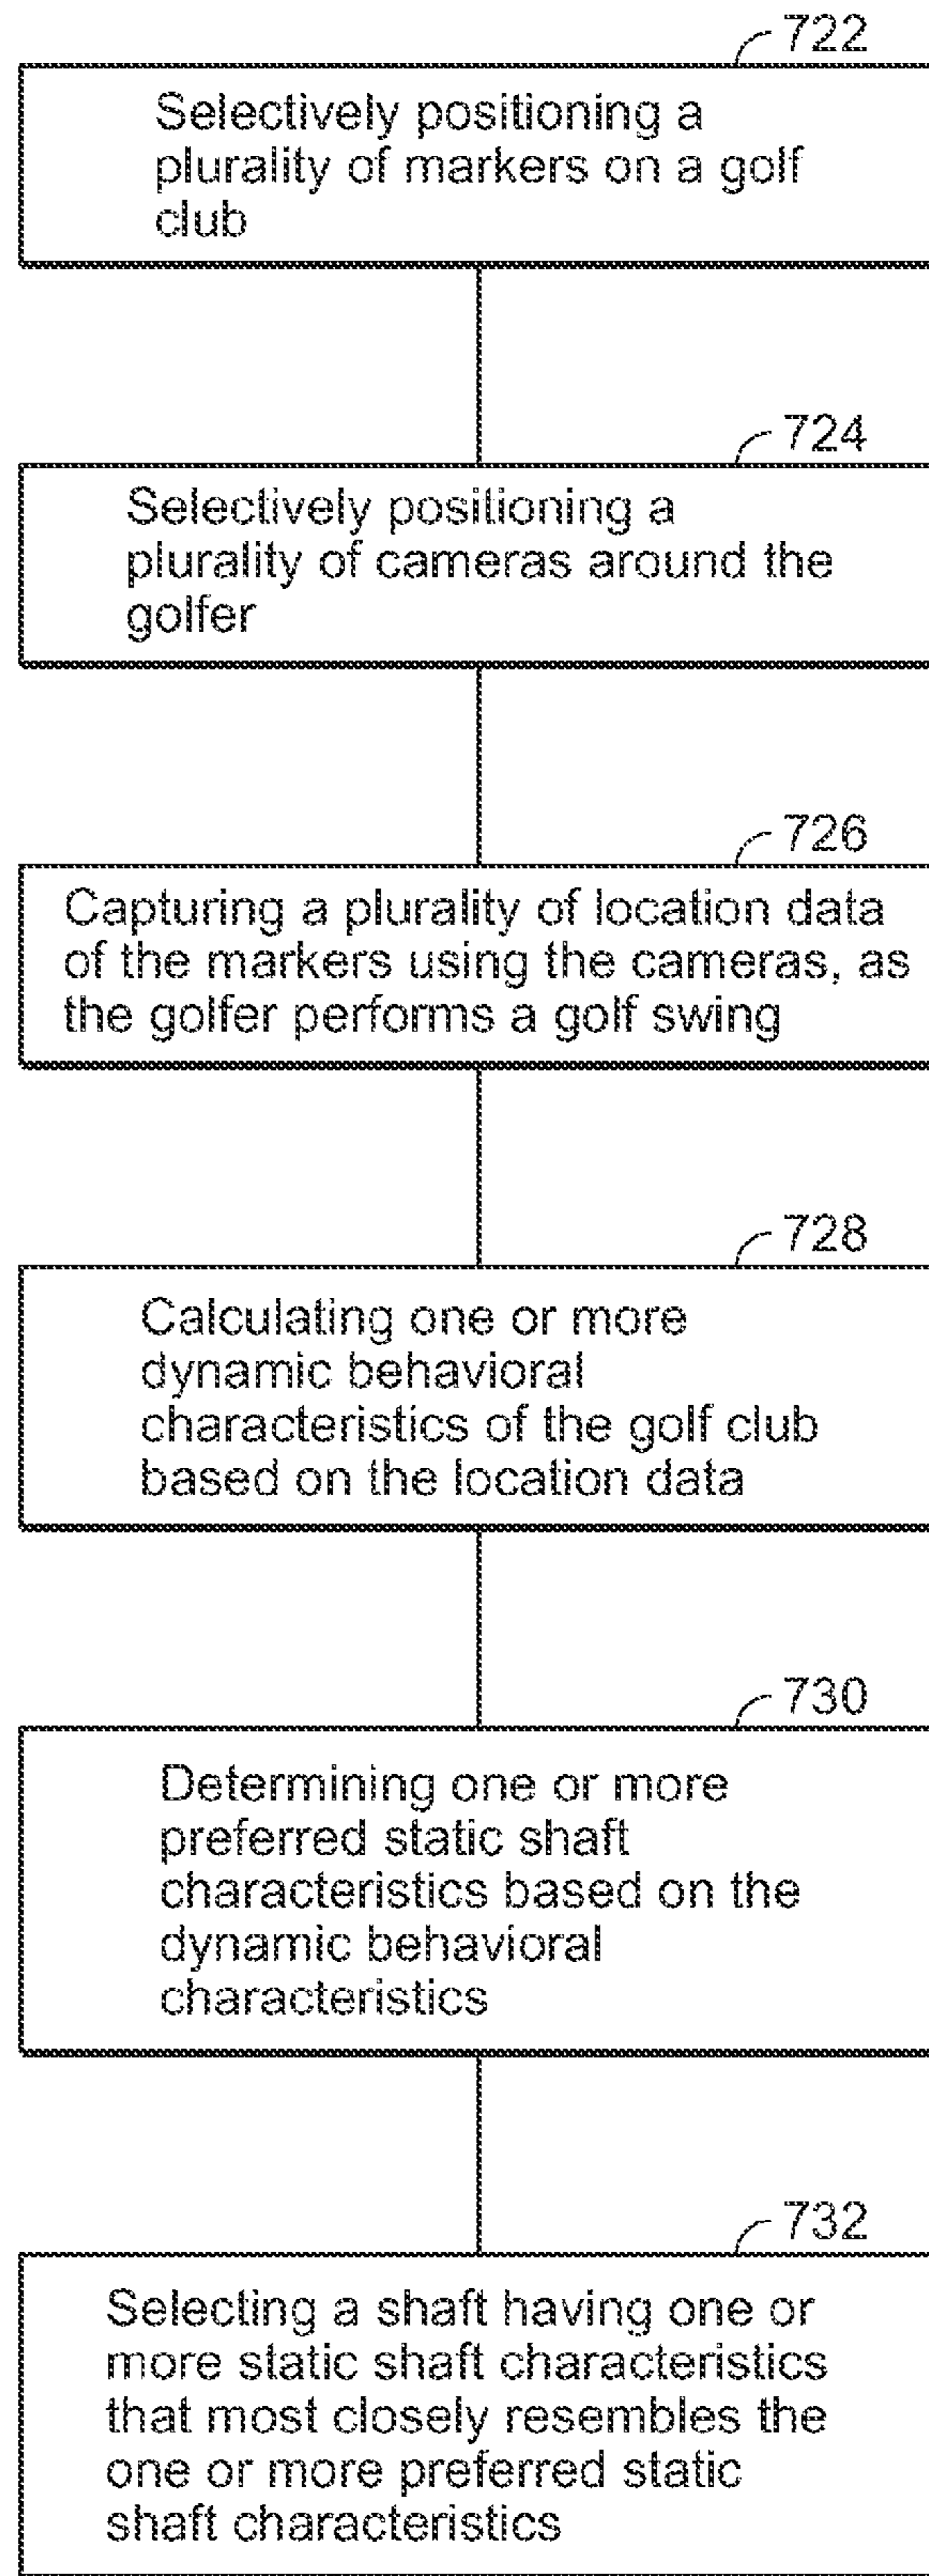 722
Selectively positioning a
plurality of markers on a golf
club
724
Selectively positioning a
plurality of cameras around the
golfer
726
Capturing a plurality of location data
of the markers using the cameras, as
the golfer performs a golf swing
728
Calculating one or more
dynamic behavioral
characteristics of the golf club
based on the location data
730
Determining one or more
preferred static shaft
characteristics based on the
dynamic behavioral
characteristics
732
Selecting a shaft having one or
more static shaft characteristics
that most closely resembles the
one or more preferred static
shaft characteristics